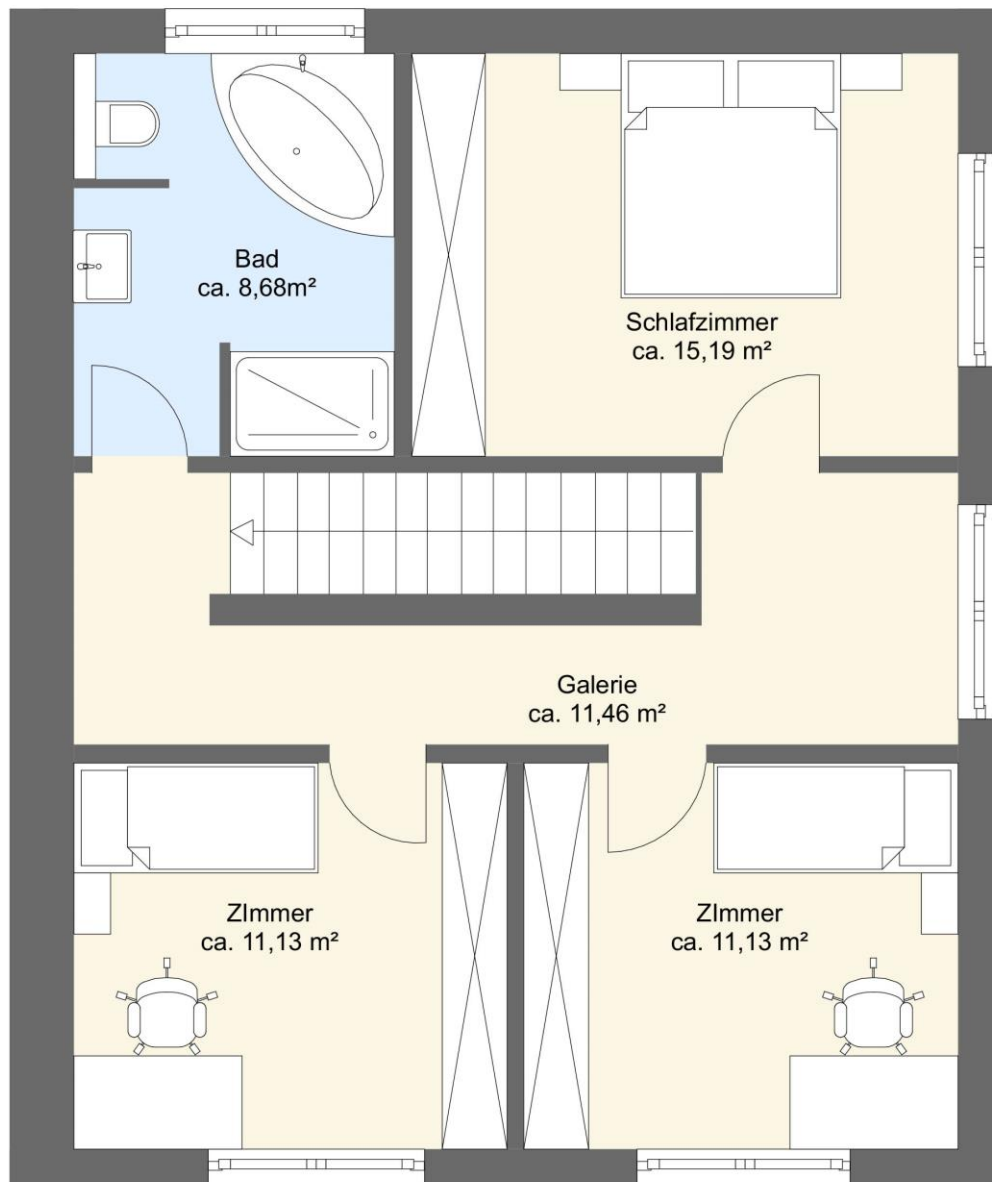 Bad
ca. 8,68m²
Schlafzimmer
ca. 15,19 m²
Galerie
ca. 11,46 m²
ZImmer
ca. 11,13 m²
ZImmer
ca. 11,13 m²